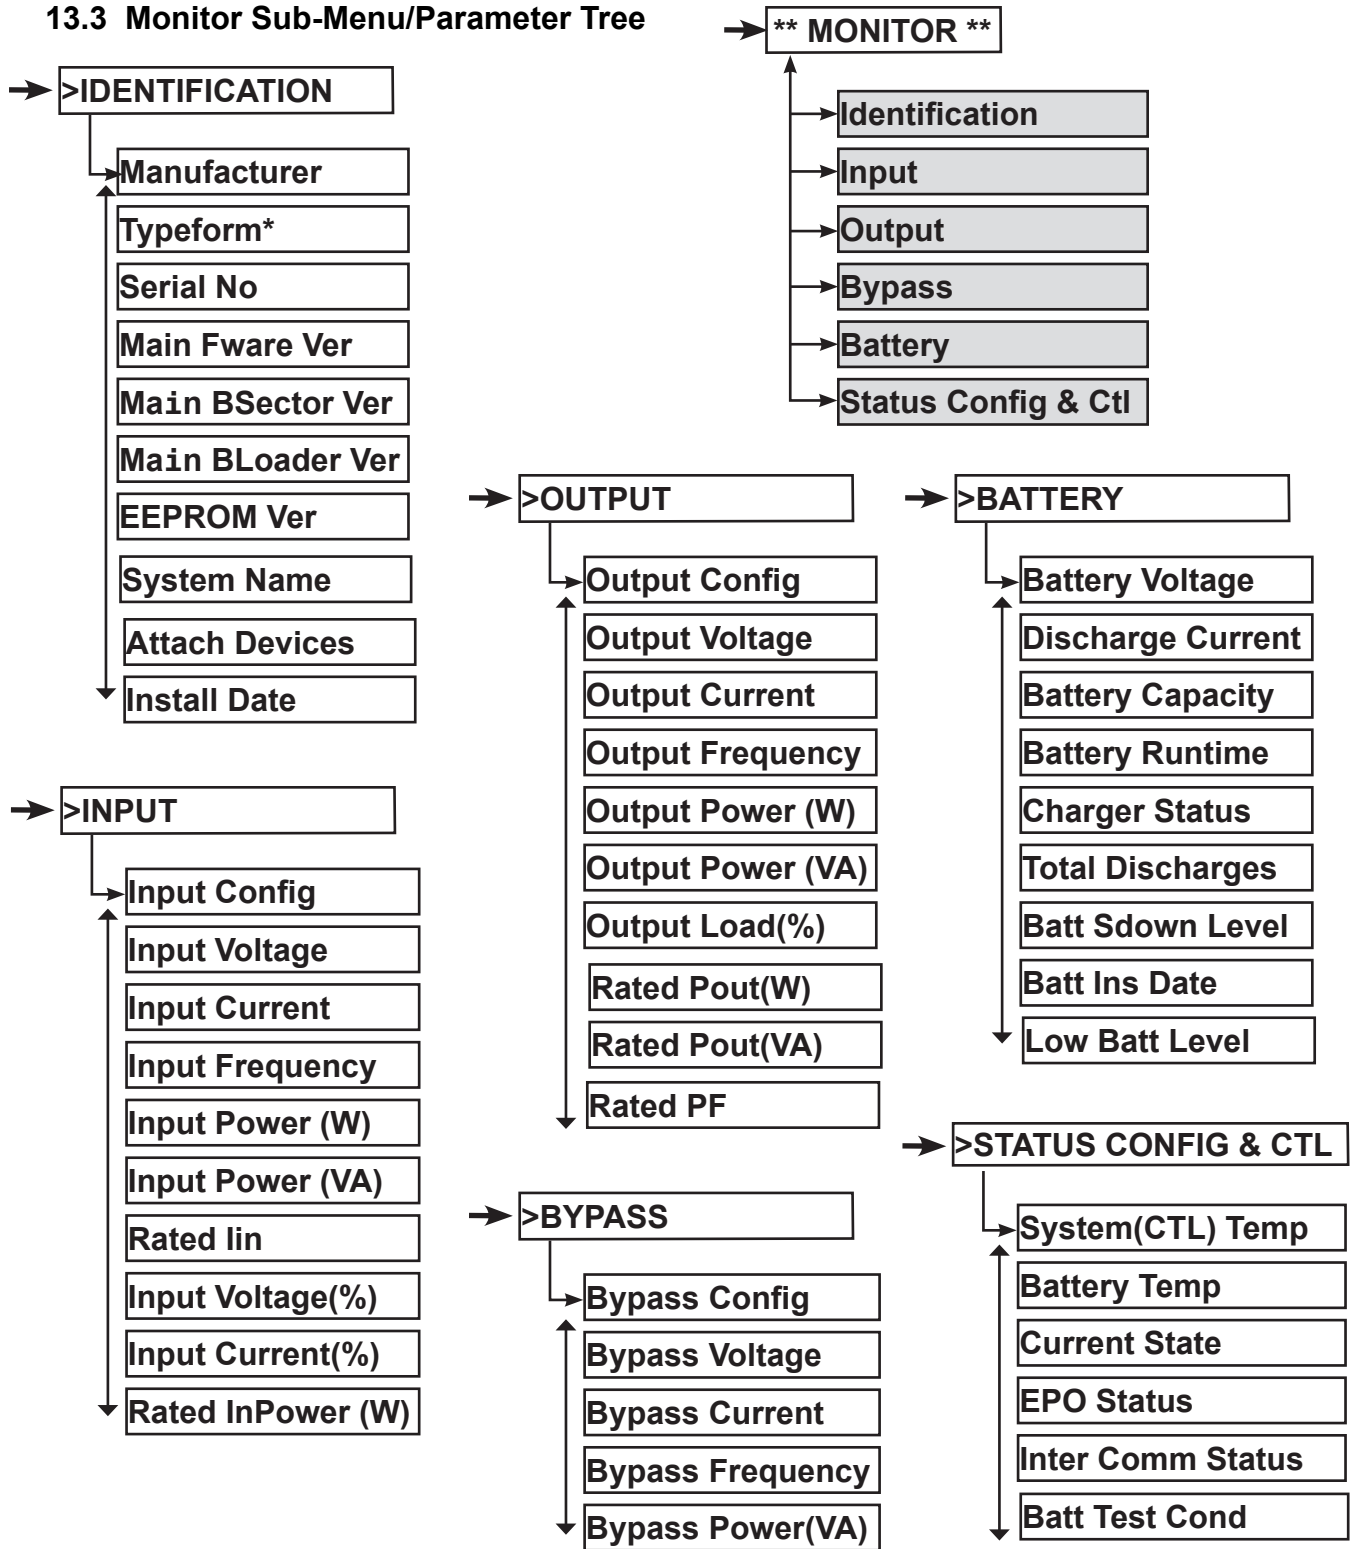 13.3 Monitor Sub-Menu/Parameter Tree
** MONITOR **
Identification
Input
Output
Bypass
Battery
Status Config & Ctl
>IDENTIFICATION
Manufacturer
Typeform*
Serial No
Main Fware Ver
Main BSector Ver
Main BLoader Ver
EEPROM Ver
System Name
Attach Devices
Install Date
>INPUT
Input Config
Input Voltage
Input Current
Input Frequency
Input Power (W)
Input Power (VA)
Rated Iin
Input Voltage(%)
Input Current(%)
Rated InPower (W)
>OUTPUT
Output Config
Output Voltage
Output Current
Output Frequency
Output Power (W)
Output Power (VA)
Output Load(%)
Rated Pout(W)
Rated Pout(VA)
Rated PF
>BYPASS
Bypass Config
Bypass Voltage
Bypass Current
Bypass Frequency
Bypass Power(VA)
>BATTERY
Battery Voltage
Discharge Current
Battery Capacity
Battery Runtime
Charger Status
Total Discharges
Batt Sdown Level
Batt Ins Date
Low Batt Level
>STATUS CONFIG & CTL
System(CTL) Temp
Battery Temp
Current State
EPO Status
Inter Comm Status
Batt Test Cond